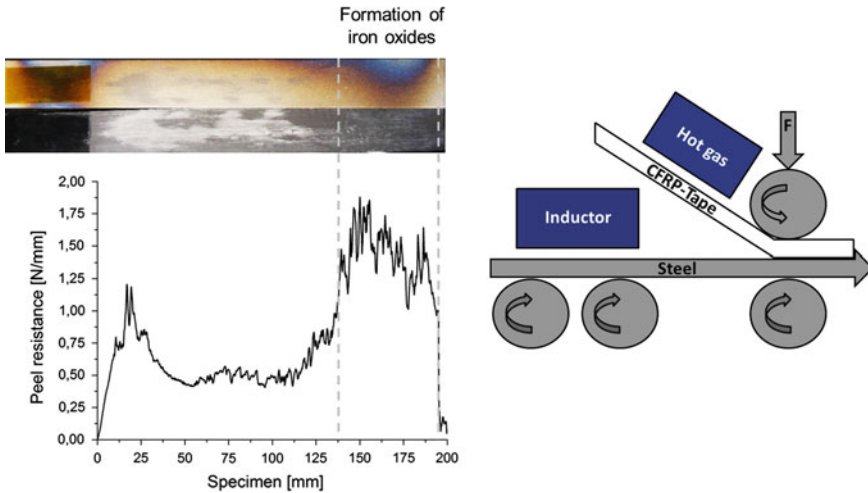 Formation of
iron oxides
2,00
1,75
1,50
1,25
1,00
0,75
0,50
0,25
0,00
Peel resistance [N/mm]
0 25 50 75 100 125 150 175 200
Specimen [mm]
Hot gas
F
CFRP-Tape
Inductor
Steel